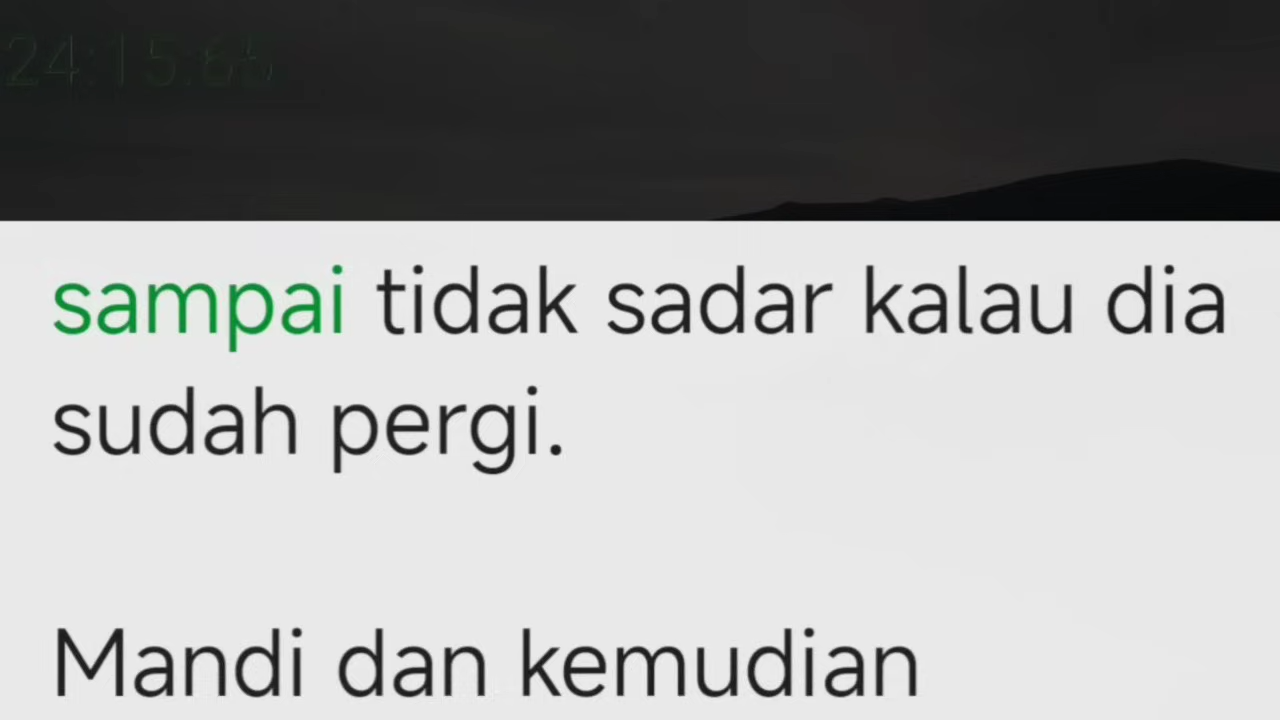 sampai tidak sadar kalau dia
sudah pergi.
Mandi dan kemudian